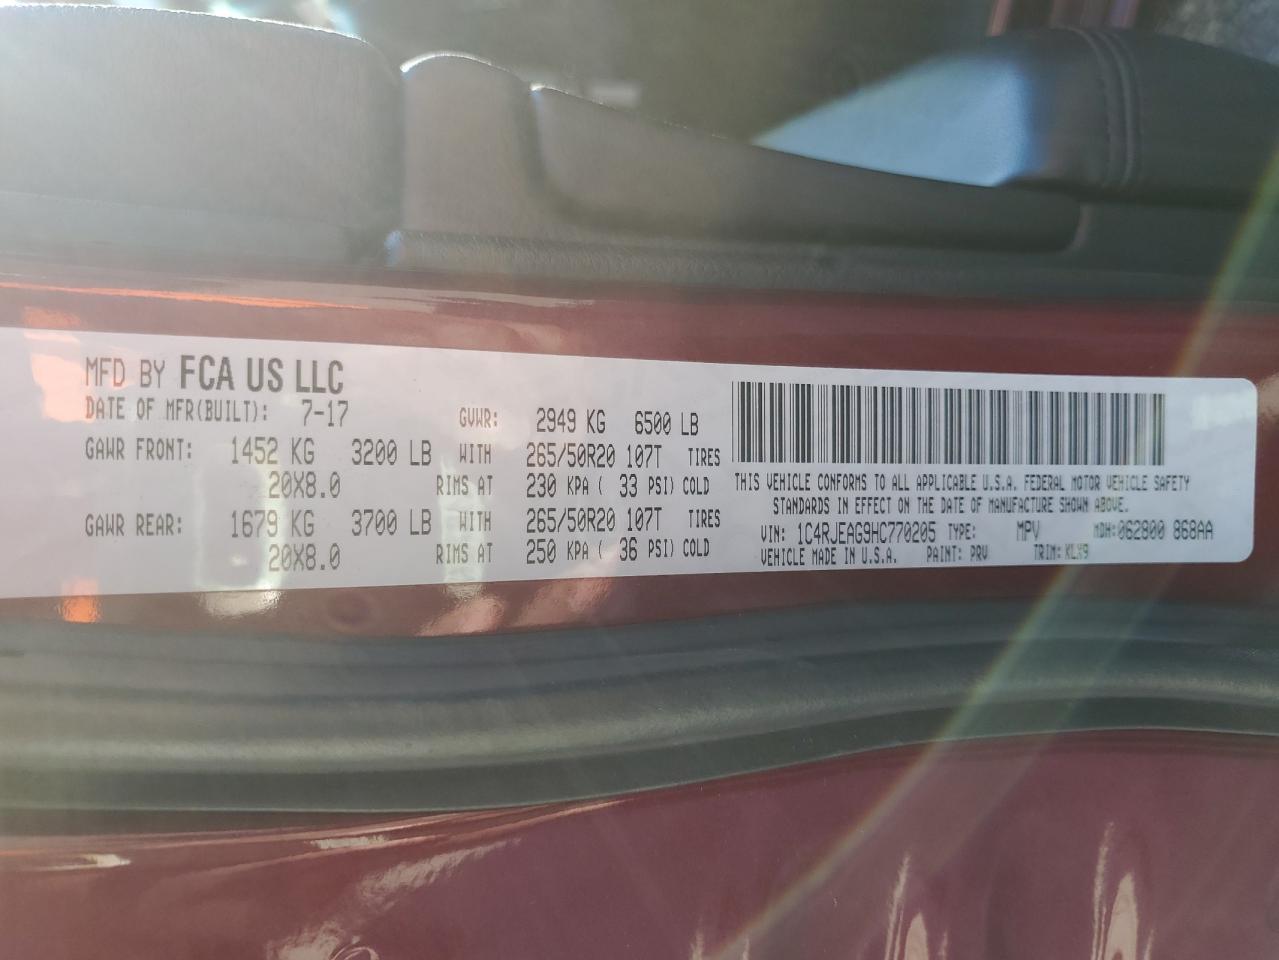 MFD BY FCA US LLC
DATE OF MFR(BUILT): 7-17 GVWR: 2949 KG 6500 LB
GAWR FRONT: 1452 KG 3200 LB WITH 265/50R20 107T TIRES
20X8.0 RIMS AT 230 KPA ( 33 PSI) COLD
GAWR REAR: 1679 KG 3700 LB WITH 265/50R20 107T TIRES
20X8.0 RIMS AT 250 KPA ( 36 PSI) COLD
THIS VEHICLE CONFORMS TO ALL APPLICABLE U.S.A. FEDERAL MOTOR VEHICLE SAFETY
STANDARDS IN EFFECT ON THE DATE OF MANUFACTURE SHOWN ABOVE.
VIN: 1C4RJEAG9HC770205 TYPE: MPV MDH:062800 868AA
VEHICLE MADE IN U.S.A. PAINT: PRV TRIM:KLX9